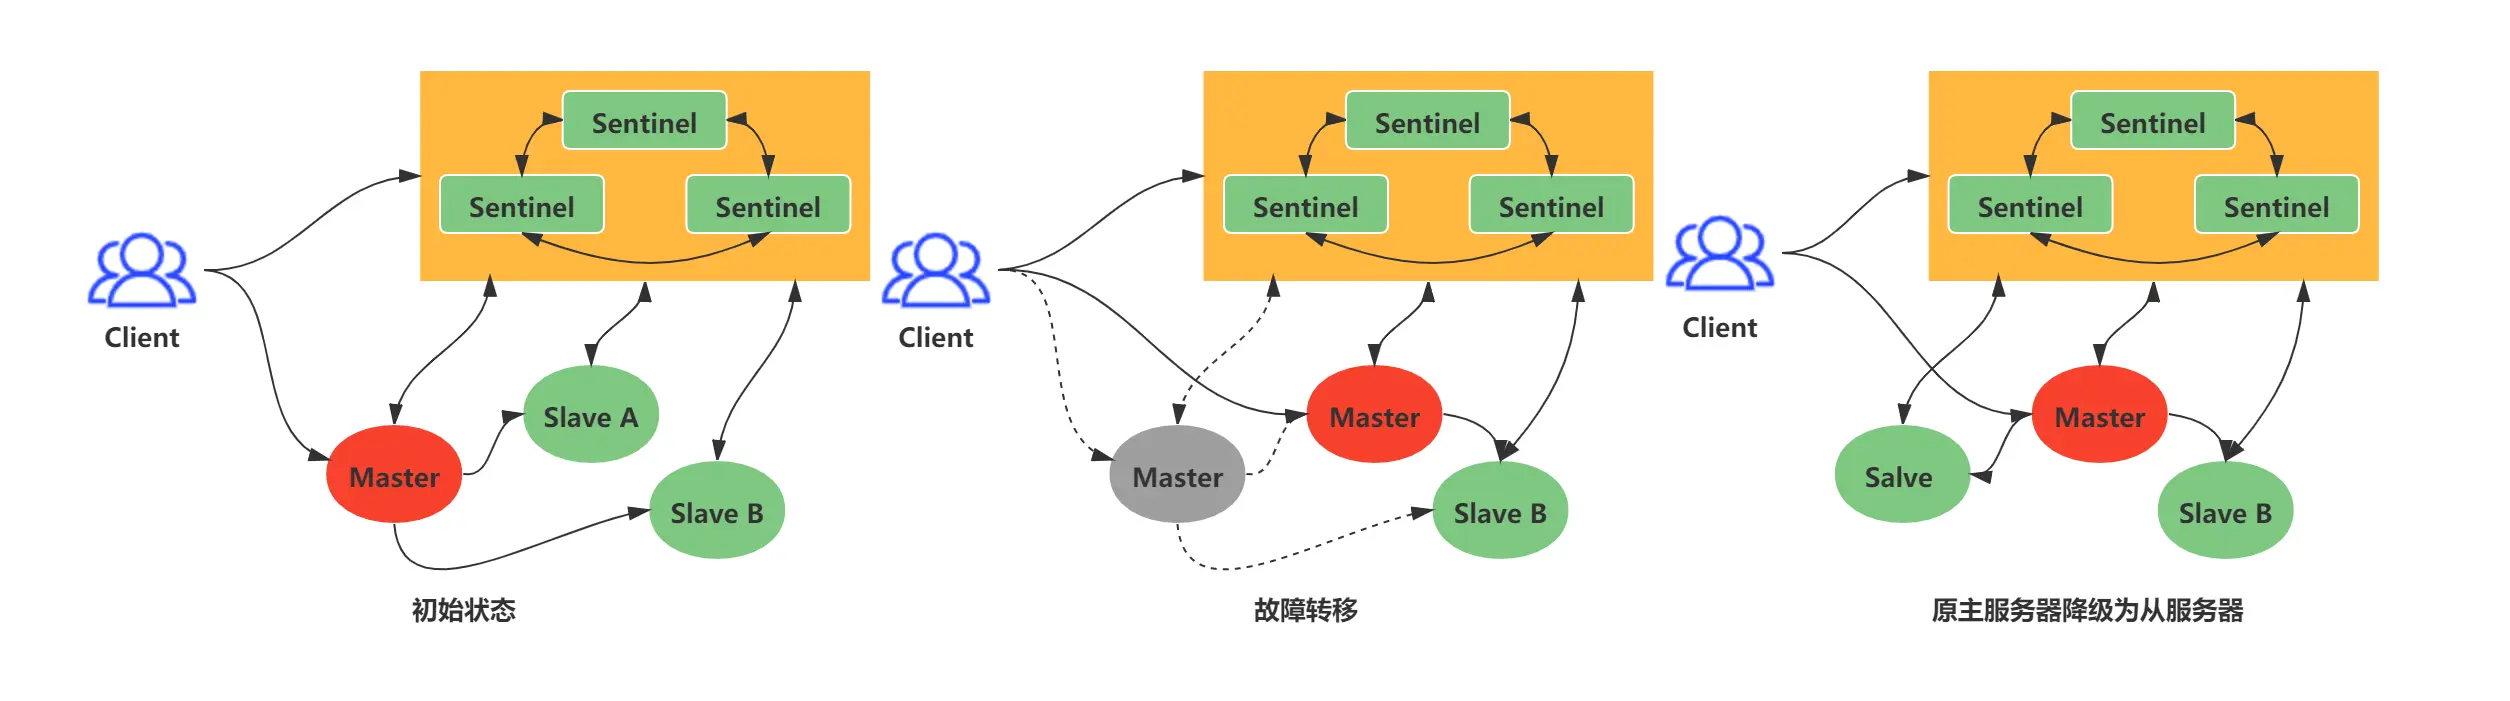 Sentinel
Sentinel
Sentinel
Client
Slave A
Master
Slave B
初始状态
Sentinel
Sentinel
Sentinel
Client
Master
Master
Slave B
故障转移
Sentinel
Sentinel
Sentinel
Client
Master
Salve
Slave B
原主服务器降级为从服务器